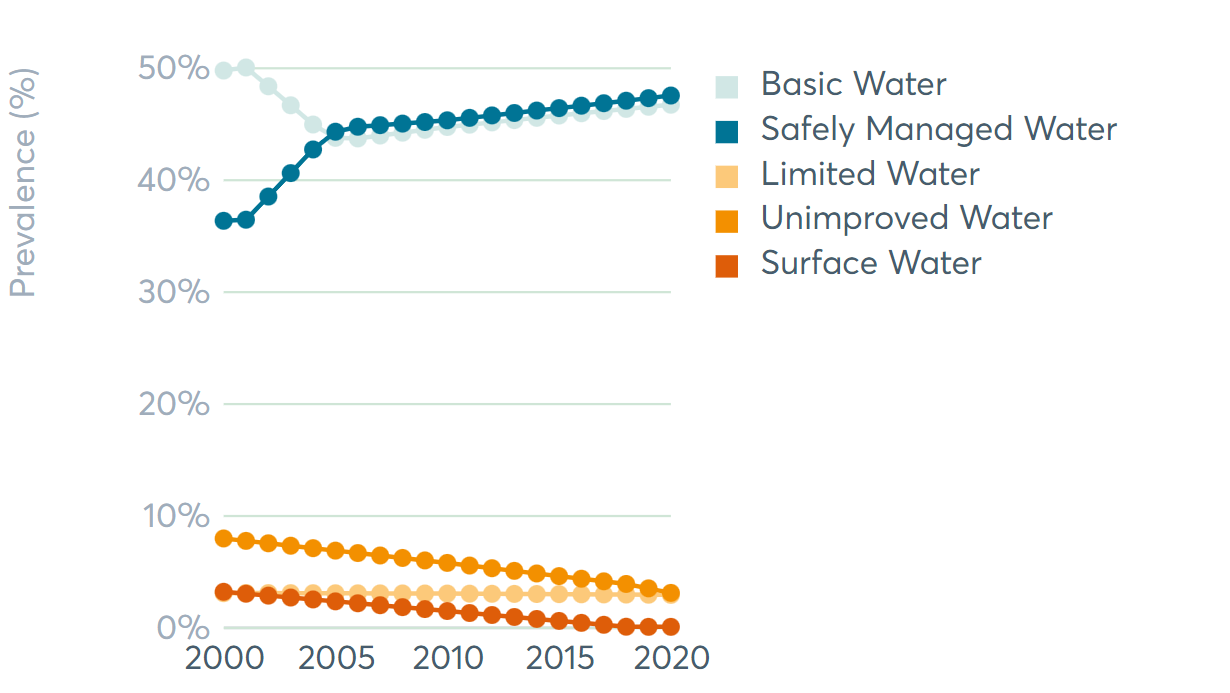 Prevalence (%)
50%
40%
30%
20%
10%
0%
2000 2005 2010 2015 2020
Basic Water
Safely Managed Water
Limited Water
Unimproved Water
Surface Water